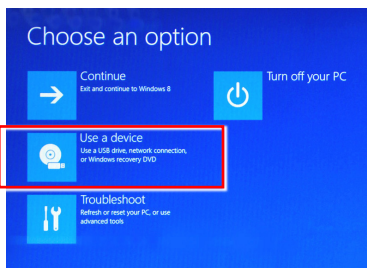 Choose an option
Continue
Exit and continue to Windows 8
Turn off your PC
Use a device
Use a USB drive, network connection,
or Windows recovery DVD
Troubleshoot
Refresh or reset your PC, or use
advanced tools